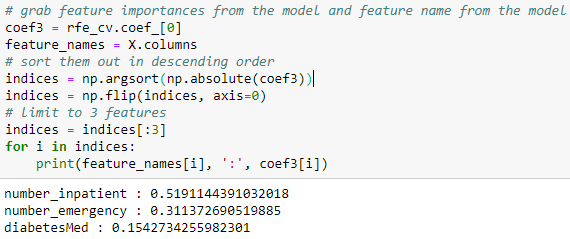 # grab feature importances from the model and feature name from the model
coef3 = rfe_cv.coef_[0]
feature_names = X.columns
# sort them out in descending order
indices = np.argsort(np.absolute(coef3))
indices = np.flip(indices, axis=0)
# limit to 3 features
indices = indices[:3]
for i in indices:
    print(feature_names[i], ':', coef3[i])
number_inpatient : 0.5191144391032018
number_emergency : 0.311372690519885
diabetesMed : 0.1542734255982301